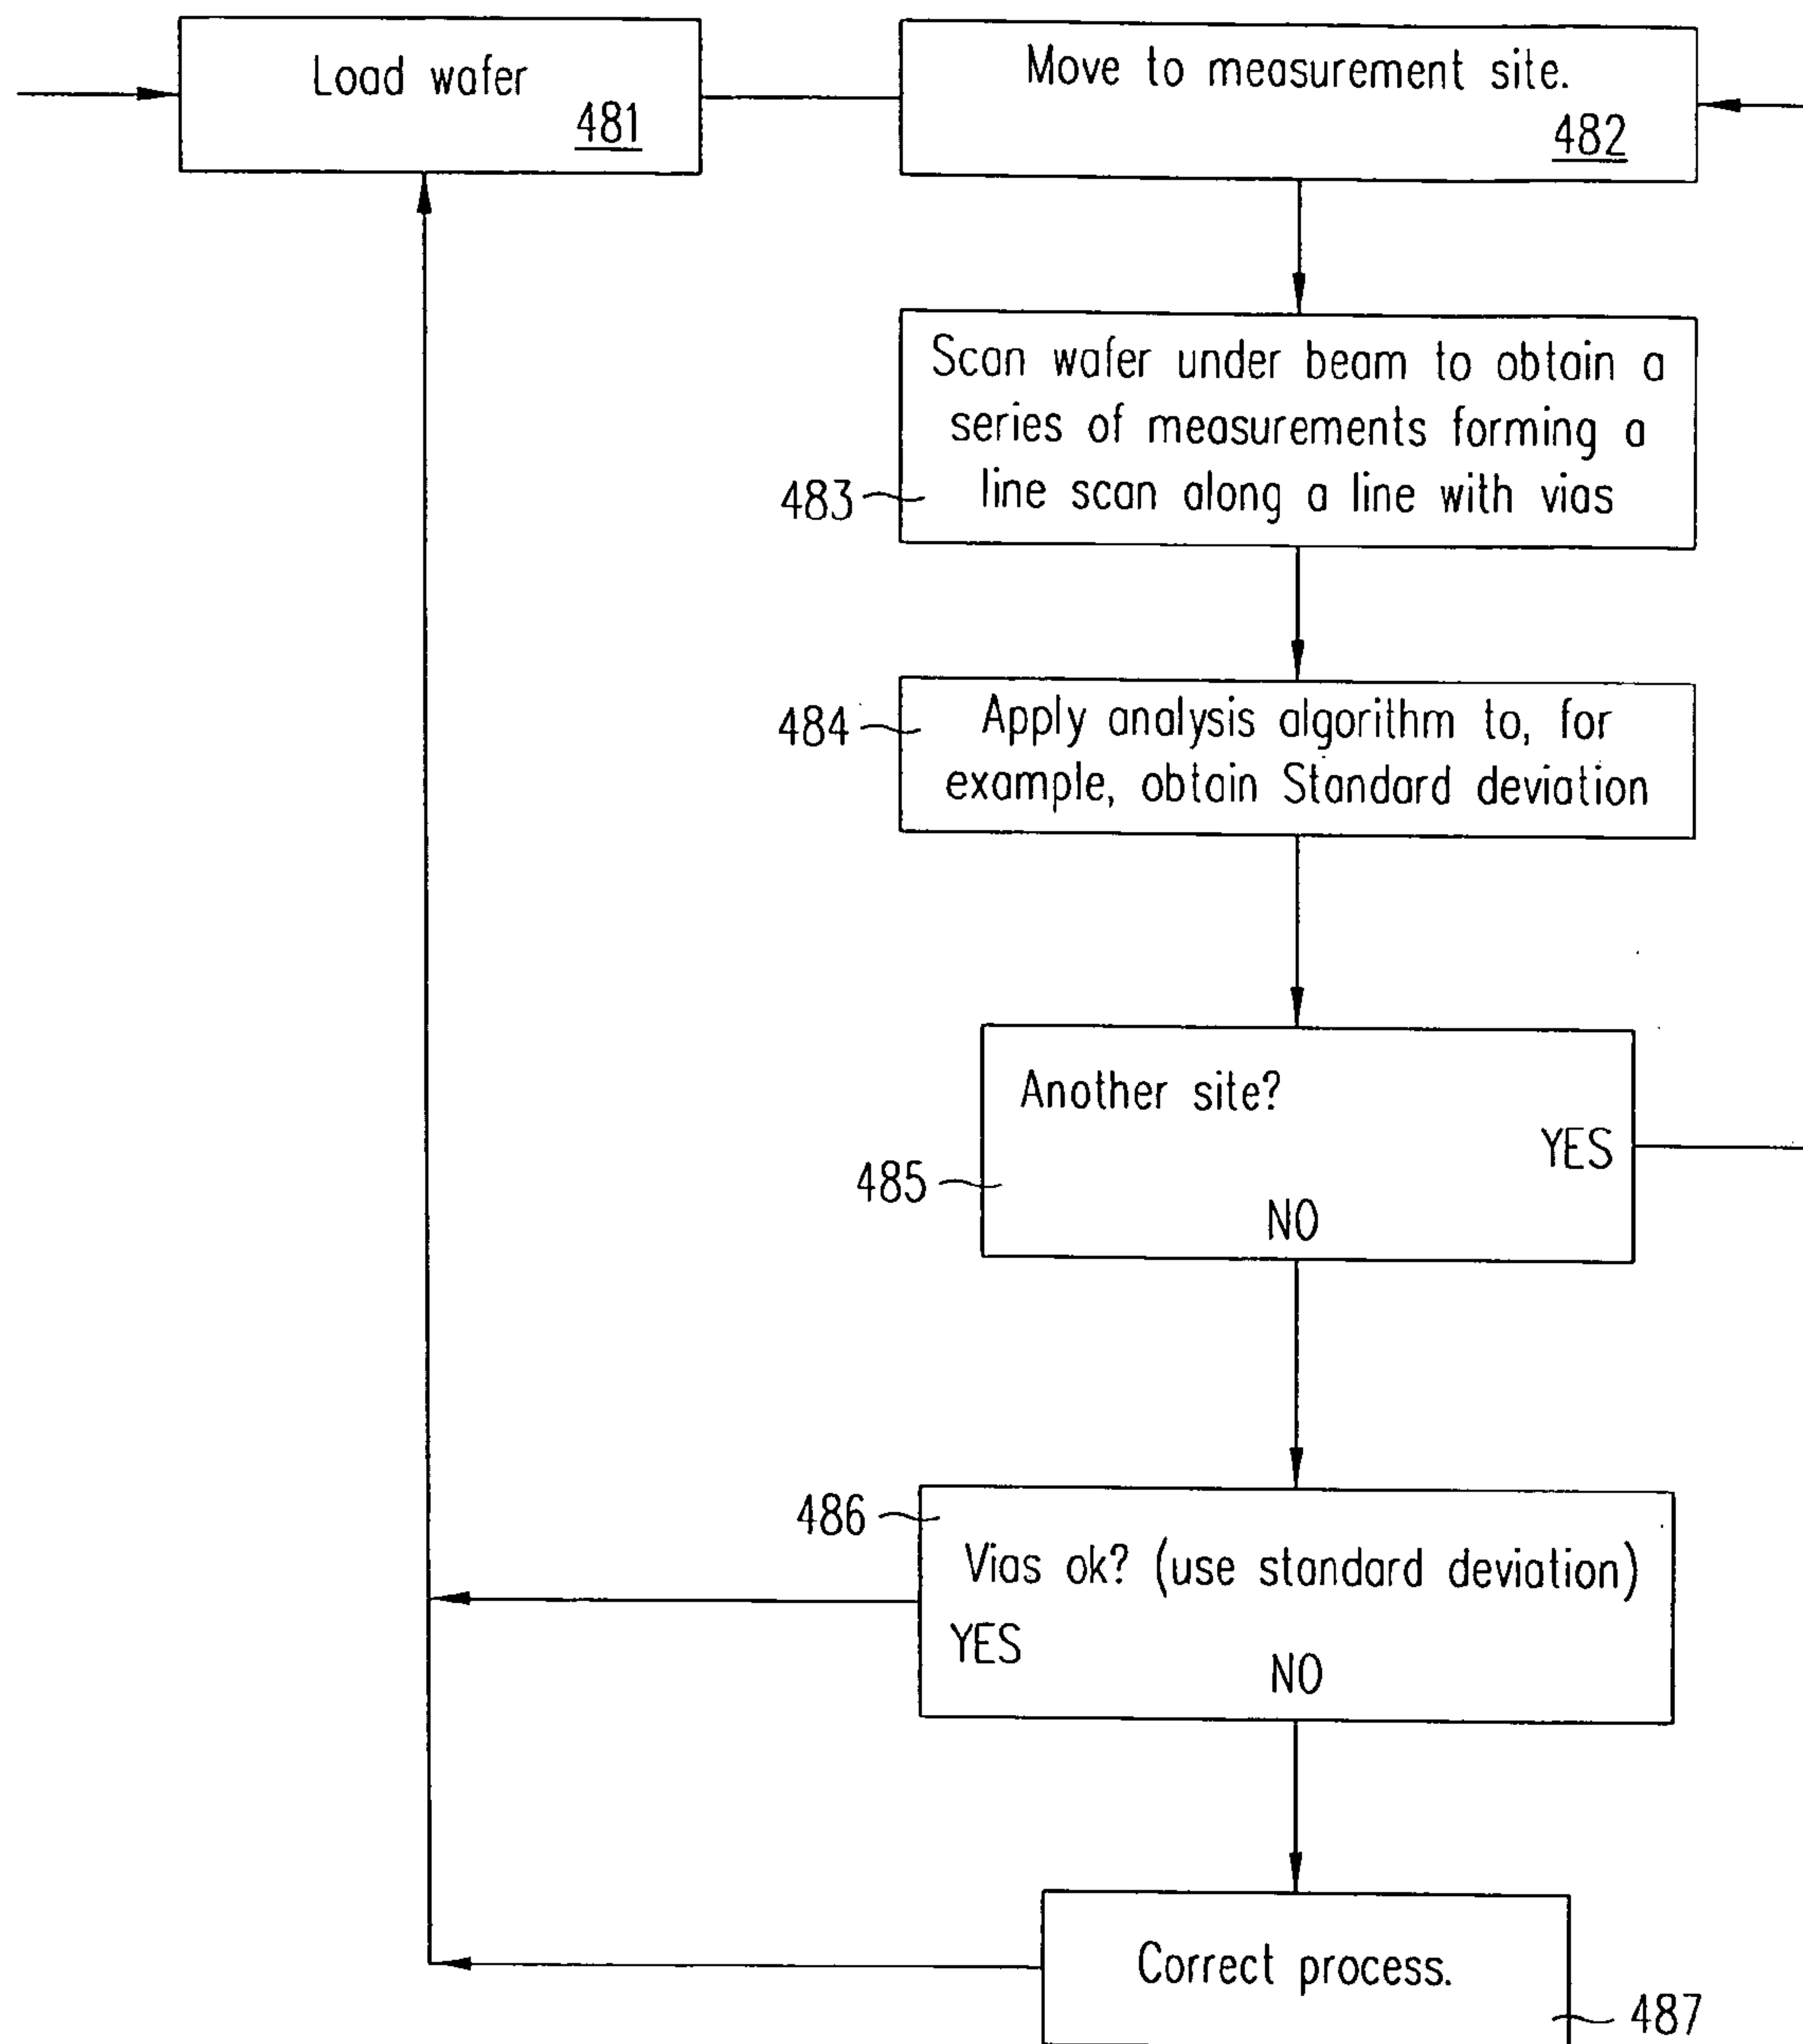 Load wafer
481
Move to measurement site.
482
Scan wafer under beam to obtain a
series of measurements forming a
line scan along a line with vias
483
484
Apply analysis algorithm to, for
example, obtain Standard deviation
Another site?
YES
485
NO
486
Vias ok? (use standard deviation)
YES
NO
Correct process.
487